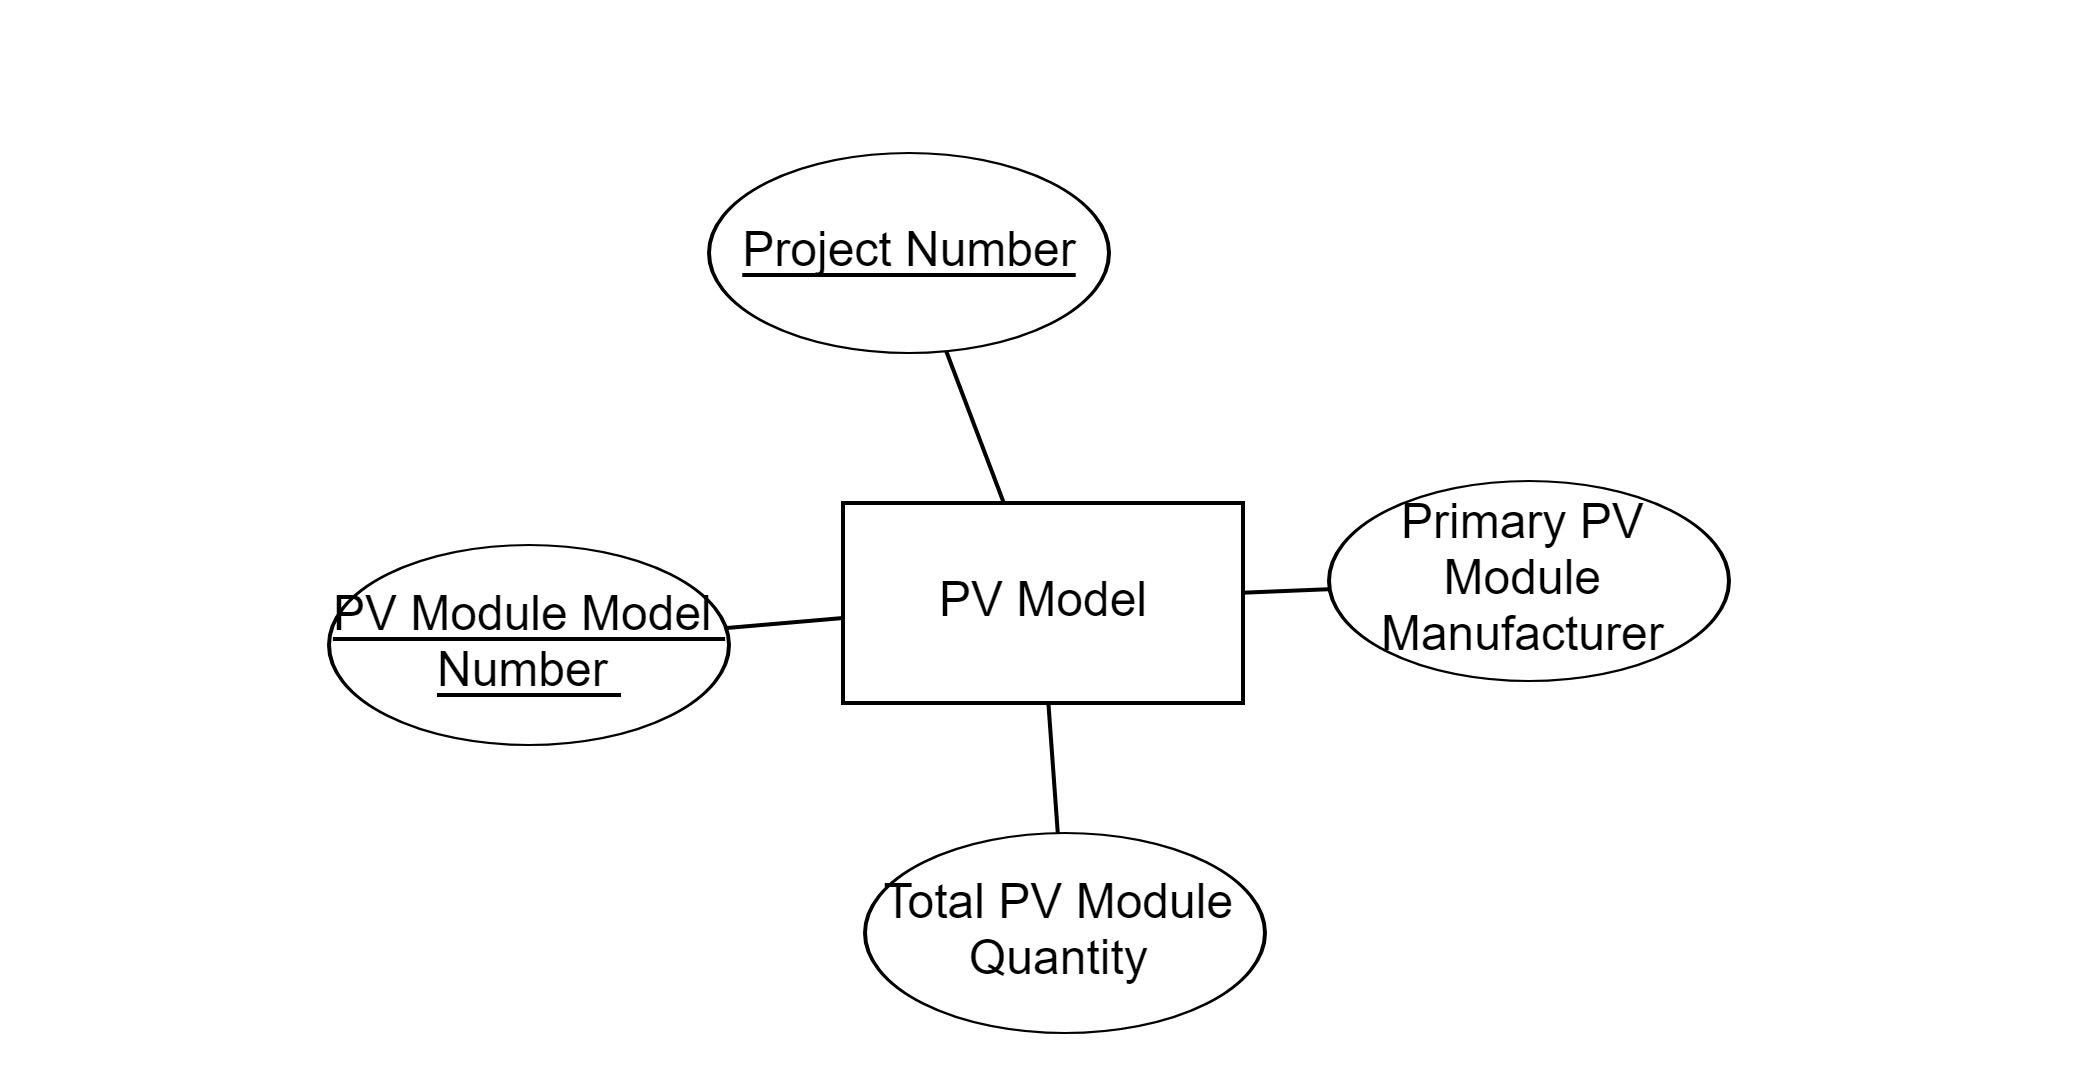 Project Number
PV Module Model
Number
PV Model
Primary PV
Module
Manufacturer
Total PV Module
Quantity